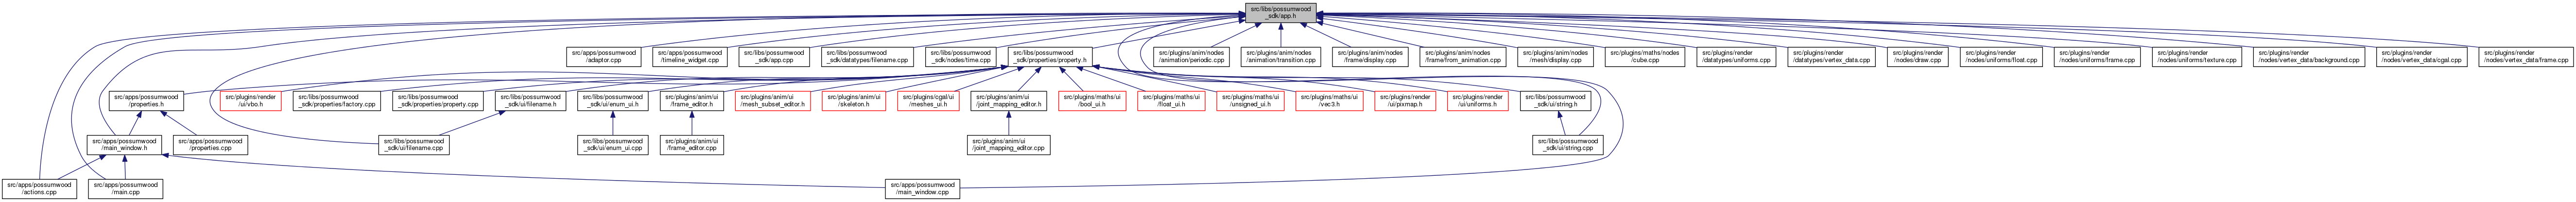 src/libs/possumwood
_sdk/app.h
src/apps/possumwood
/adaptor.cpp
src/apps/possumwood
/timeline_widget.cpp
src/libs/possumwood
_sdk/app.cpp
src/libs/possumwood
_sdk/datatypes/filename.cpp
src/libs/possumwood
_sdk/nodes/time.cpp
src/libs/possumwood
_sdk/properties/property.h
src/plugins/anim/nodes
/animation/periodic.cpp
src/plugins/anim/nodes
/animation/transition.cpp
src/plugins/anim/nodes
/frame/display.cpp
src/plugins/anim/nodes
/frame/from_animation.cpp
src/plugins/anim/nodes
/mesh/display.cpp
src/plugins/maths/nodes
/cube.cpp
src/plugins/render
/datatypes/uniforms.cpp
src/plugins/render
/datatypes/vertex_data.cpp
src/plugins/render
/nodes/draw.cpp
src/plugins/render
/nodes/uniforms/float.cpp
src/plugins/render
/nodes/uniforms/frame.cpp
src/plugins/render
/nodes/uniforms/texture.cpp
src/plugins/render
/nodes/vertex_data/background.cpp
src/plugins/render
/nodes/vertex_data/cgal.cpp
src/plugins/render
/nodes/vertex_data/frame.cpp
src/apps/possumwood
/properties.h
src/plugins/render
/ui/vbo.h
src/libs/possumwood
_sdk/properties/factory.cpp
src/libs/possumwood
_sdk/properties/property.cpp
src/libs/possumwood
_sdk/ui/filename.h
src/libs/possumwood
_sdk/ui/enum_ui.h
src/plugins/anim/ui
/frame_editor.h
src/plugins/anim/ui
/mesh_subset_editor.h
src/plugins/anim/ui
/skeleton.h
src/plugins/cgal/ui
/meshes_ui.h
src/plugins/anim/ui
/joint_mapping_editor.h
src/plugins/maths/ui
/bool_ui.h
src/plugins/maths/ui
/float_ui.h
src/plugins/maths/ui
/unsigned_ui.h
src/plugins/maths/ui
/vec3.h
src/plugins/render
/ui/pixmap.h
src/plugins/render
/ui/uniforms.h
src/libs/possumwood
_sdk/ui/string.h
src/apps/possumwood
/main_window.h
src/apps/possumwood
/properties.cpp
src/libs/possumwood
_sdk/ui/filename.cpp
src/libs/possumwood
_sdk/ui/enum_ui.cpp
src/plugins/anim/ui
/frame_editor.cpp
src/plugins/anim/ui
/joint_mapping_editor.cpp
src/libs/possumwood
_sdk/ui/string.cpp
src/apps/possumwood
/actions.cpp
src/apps/possumwood
/main.cpp
src/apps/possumwood
/main_window.cpp